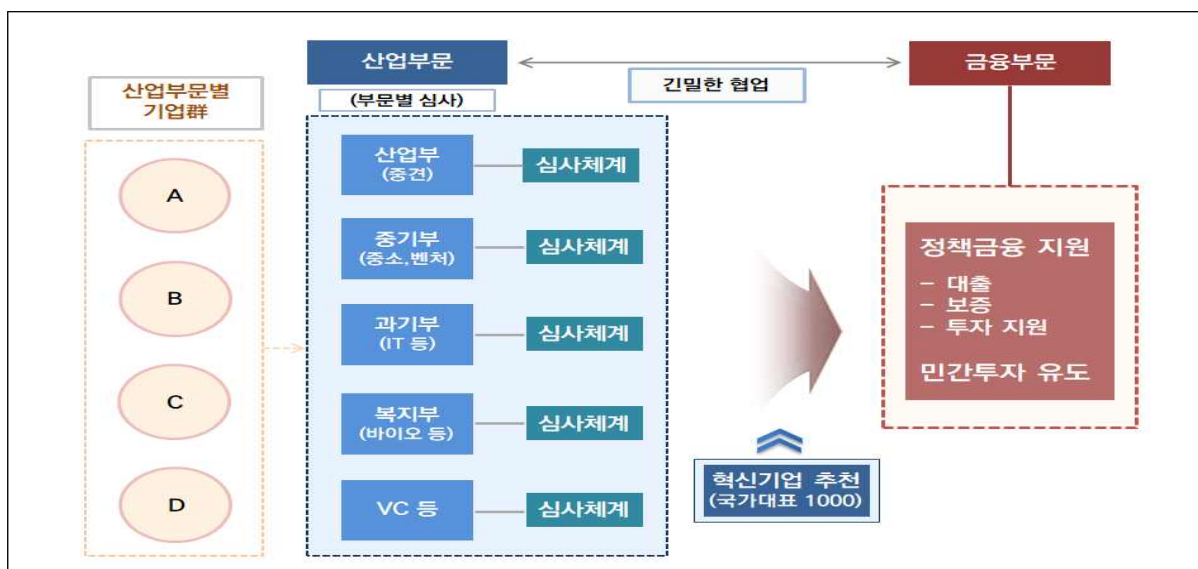 산업부문
금융부문
긴밀한 협업
산업부문별
기업群
(부문별 심사)
A
B
C
D
산업부
(중견)
심사체계
중기부
(중소,벤처)
심사체계
과기부
(IT 등)
심사체계
복지부
(바이오 등)
심사체계
VC 등
심사체계
혁신기업 추천
(국가대표 1000)
정책금융 지원
- 대출
- 보증
- 투자 지원
민간투자 유도